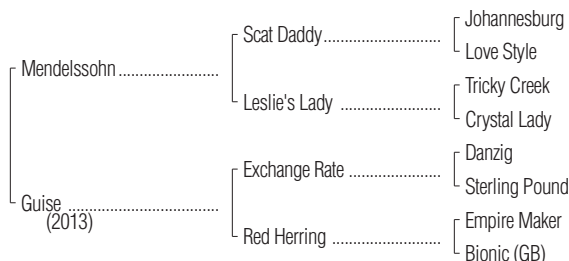 Johannesburg
Scat Daddy
Love Style
Mendelssohn
Tricky Creek
Leslie's Lady
Crystal Lady
Danzig
Exchange Rate
Sterling Pound
Guise
(2013)
Empire Maker
Red Herring
Bionic (GB)